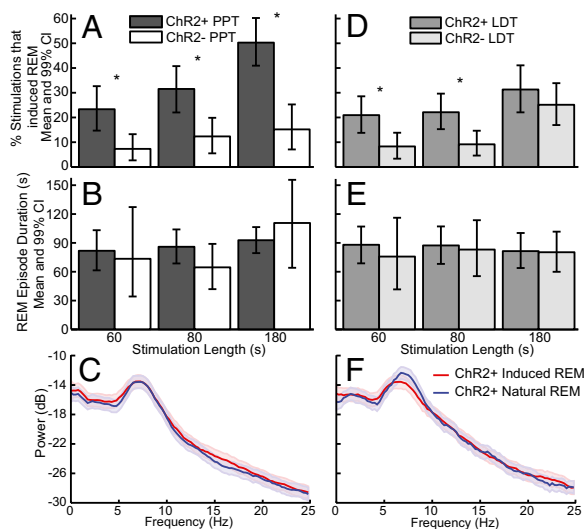 A
ChR2+ PPT
ChR2- PPT
D
ChR2+ LDT
ChR2- LDT
% Stimulations that
induced REM
Mean and 99% CI
60
50
40
30
20
10
0
*
*
*
*
*
B
E
REM Episode Duration (s)
Mean and 99% CI
150
120
90
60
30
0
60
80
180
60
80
180
Stimulation Length (s)
Stimulation Length (s)
C
F
ChR2+ Induced REM
ChR2+ Natural REM
Power (dB)
-10
-14
-18
-22
-26
-30
0
5
10
15
20
25
0
5
10
15
20
25
Frequency (Hz)
Frequency (Hz)